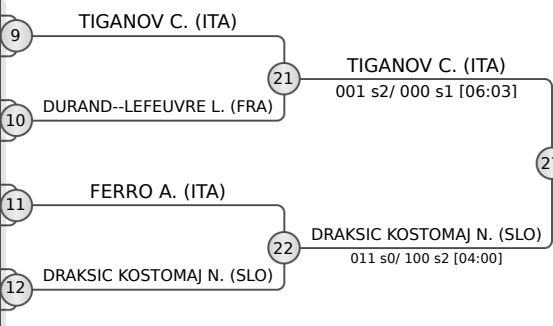 TIGANOV C. (ITA)
9
21
TIGANOV C. (ITA)
001 s2/ 000 s1 [06:03]
DURAND--LEFEUVRE L. (FRA)
10
FERRO A. (ITA)
11
22
DRAKSIC KOSTOMAJ N. (SLO)
011 s0/ 100 s2 [04:00]
DRAKSIC KOSTOMAJ N. (SLO)
12